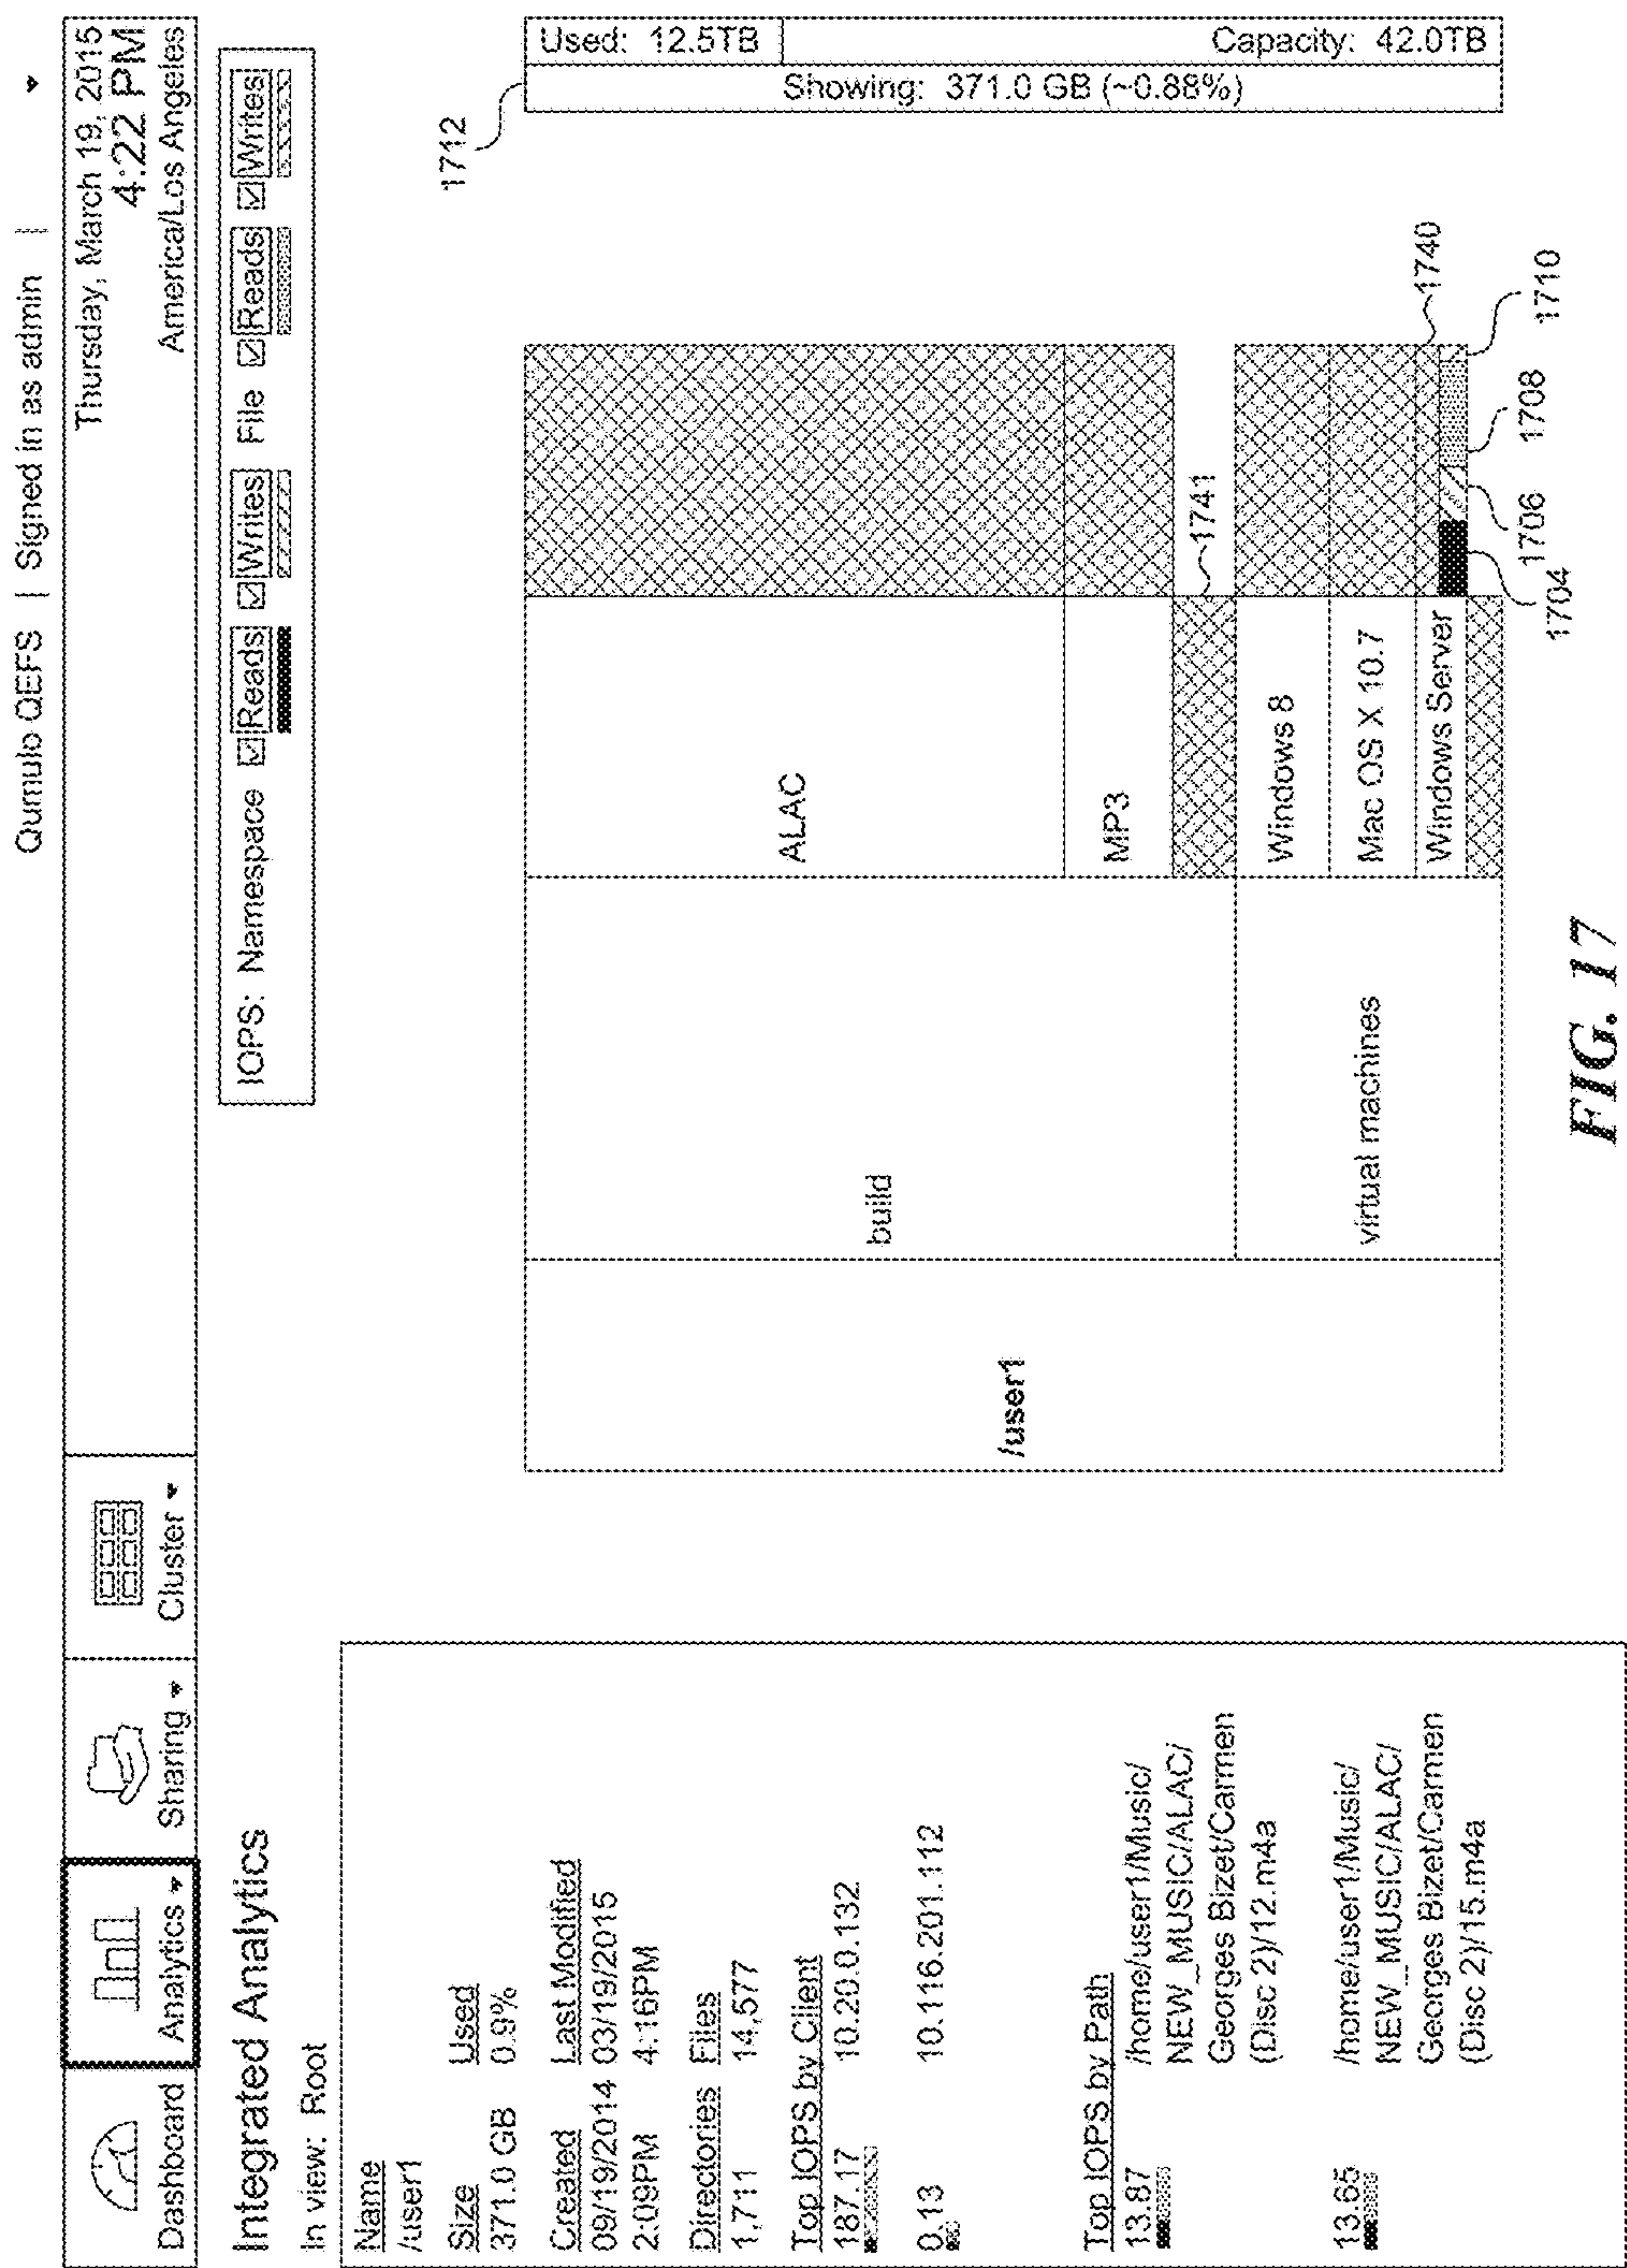 Qumulo QEFS | Signed in as admin |
Dashboard
Analytics
Sharing
Cluster
Thursday, March 19, 2015
4:22 PM
America/Los Angeles
Integrated Analytics
In view: Root
IOPS: Namespace Reads Writes File Reads Writes
Name
/user1
Size Used
371.0 GB 0.9%
Created Last Modified
09/19/2014 03/19/2015
2:09PM 4:16PM
Directories Files
1,711 14,577
Top IOPS by Client
187.17 10.20.0.132
0.13 10.116.201.112
Top IOPS by Path
13.87 /home/user1/Music/
NEW_MUSIC/ALAC/
Georges Bizet/Carmen
(Disc 2)/12.m4a
13.65 /home/user1/Music/
NEW_MUSIC/ALAC/
Georges Bizet/Carmen
(Disc 2)/15.m4a
1712
Used: 12.5TB
Capacity: 42.0TB
Showing: 371.0 GB (~0.88%)
/user1
build
virtual machines
ALAC
MP3
1741
Windows 8
Mac OS X 10.7
Windows Server
1740
1704
1706
1708
1710
FIG. 17